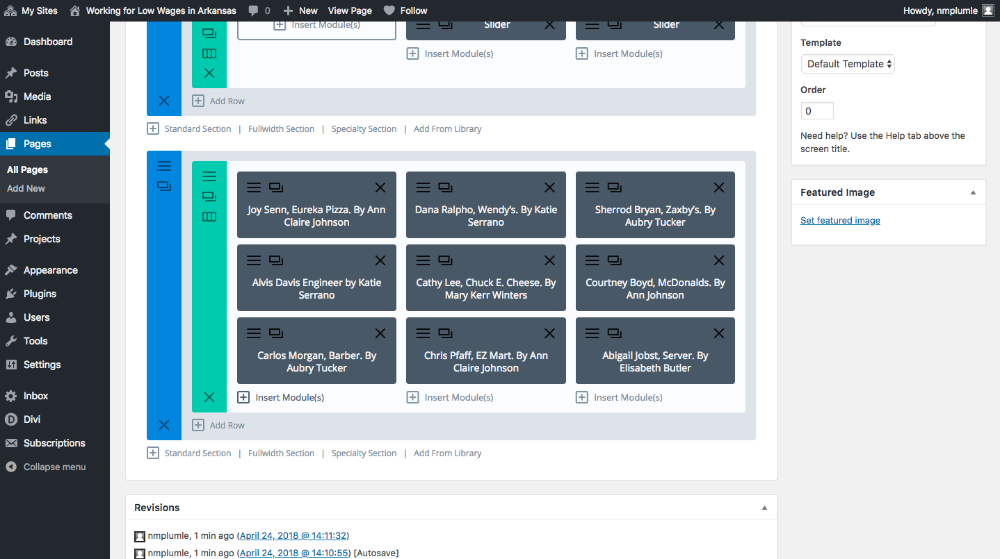 My Sites Working for Low Wages in Arkansas 0 New View Page Follow Howdy, nmplumle
Dashboard
Posts
Media
Links
Pages
All Pages
Add New
Comments
Projects
Appearance
Plugins
Users
Tools
Settings
Inbox
Divi
Subscriptions
Collapse menu
Insert Module(s) Slider Slider
Insert Module(s) Insert Module(s)
Add Row
Standard Section | Fullwidth Section | Specialty Section | Add From Library
Joy Senn, Eureka Pizza. By Ann
Claire Johnson
Dana Ralpho, Wendy’s. By Katie
Serrano
Sherrod Bryan, Zaxby’s. By
Aubry Tucker
Alvis Davis Engineer by Katie
Serrano
Cathy Lee, Chuck E. Cheese. By
Mary Kerr Winters
Courtney Boyd, McDonalds. By
Ann Johnson
Carlos Morgan, Barber. By
Aubry Tucker
Chris Pfaff, EZ Mart. By Ann
Claire Johnson
Abigail Jobst, Server. By
Elisabeth Butler
Insert Module(s) Insert Module(s) Insert Module(s)
Add Row
Standard Section | Fullwidth Section | Specialty Section | Add From Library
Revisions
nmplumle, 1 min ago (April 24, 2018 @ 14:11:32)
nmplumle, 1 min ago (April 24, 2018 @ 14:10:55) [Autosave]
Template
Default Template
Order
0
Need help? Use the Help tab above the
screen title.
Featured Image
Set featured image